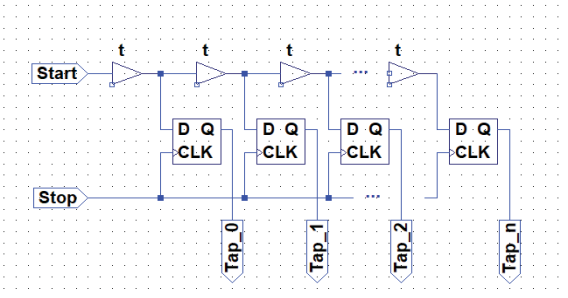 t t t t
Start
...
D Q D Q D Q D Q
CLK CLK CLK CLK
Stop
...
Tap_0 Tap_1 Tap_2 Tap_n